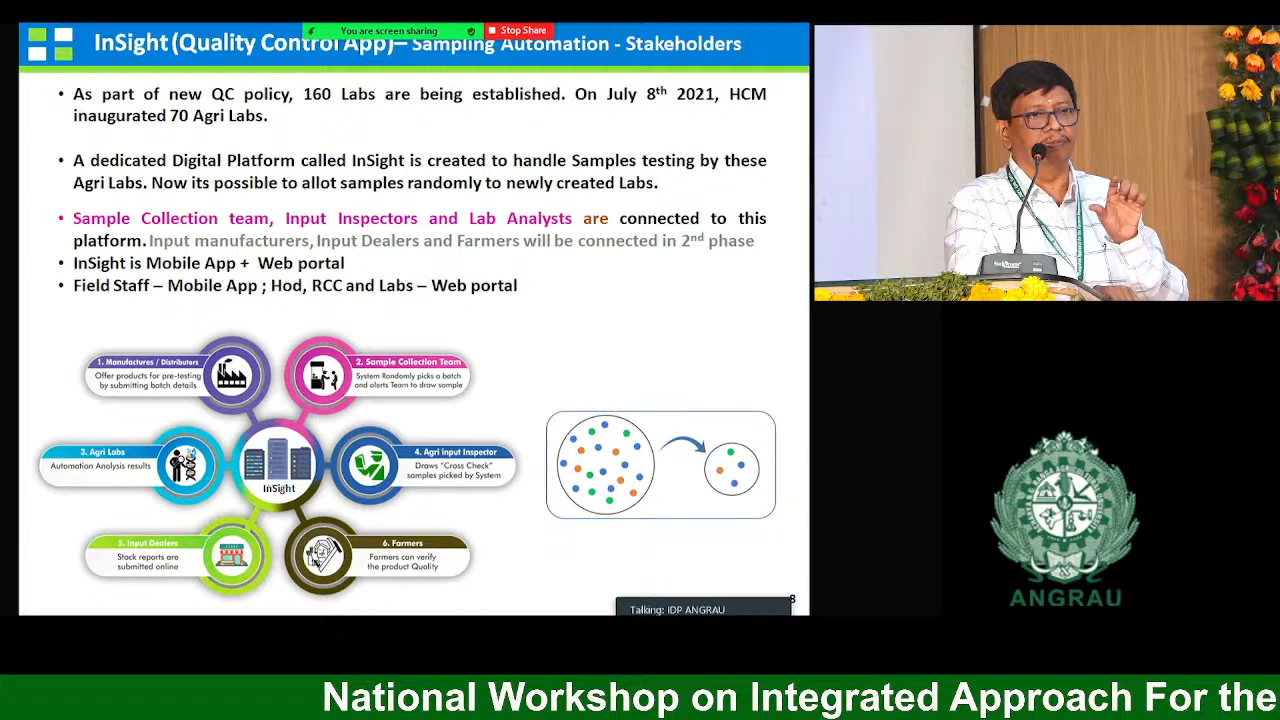 You are screen sharing
Stop Share
InSight (Quality Control App)– Sampling Automation - Stakeholders
• As part of new QC policy, 160 Labs are being established. On July 8th 2021, HCM
inaugurated 70 Agri Labs.
• A dedicated Digital Platform called InSight is created to handle Samples testing by these
Agri Labs. Now its possible to allot samples randomly to newly created Labs.
• Sample Collection team, Input Inspectors and Lab Analysts are connected to this
platform. Input manufacturers, Input Dealers and Farmers will be connected in 2nd phase
• InSight is Mobile App + Web portal
• Field Staff – Mobile App ; Hod, RCC and Labs – Web portal
1. Manufactures / Distributors
Offer products for pre-testing
by submitting batch details
2. Sample Collection Team
System Randomly picks a batch
and alerts Team to draw sample
3. Agri Labs
Automation Analysis results
InSight
4. Agri input Inspector
Draws "Cross Check"
samples picked by System
5. Input Dealers
Stock reports are
submitted online
6. Farmers
Farmers can verify
the product Quality
8
Talking: IDP ANGRAU
ANGRAU
National Workshop on Integrated Approach For the